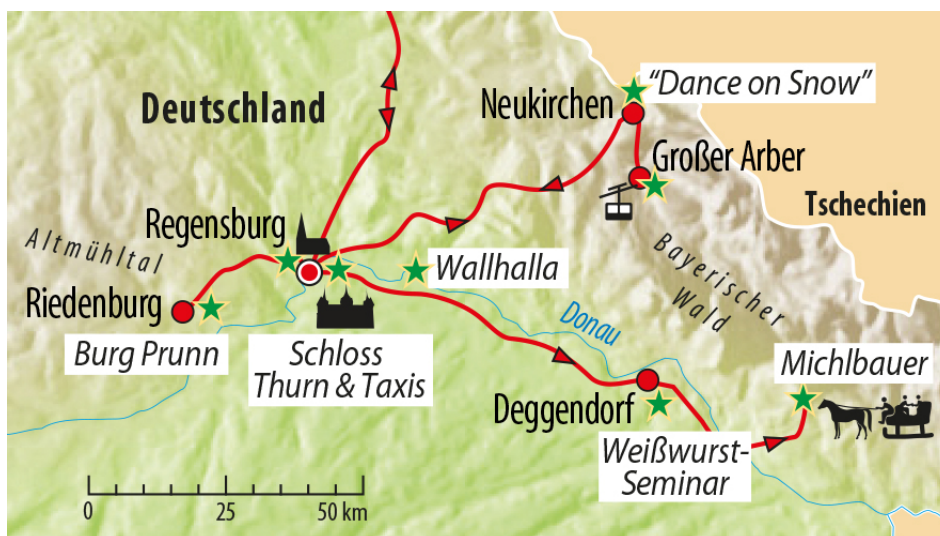 Deutschland
Neukirchen
“Dance on Snow”
Großer Arber
Tschechien
Regensburg
Altmühltal
Wallhalla
Bayerischer
Wald
Riedenburg
Burg Prunn
Schloss
Thurn & Taxis
Donau
Michlbauer
Deggendorf
Weißwurst-
Seminar
0 25 50 km